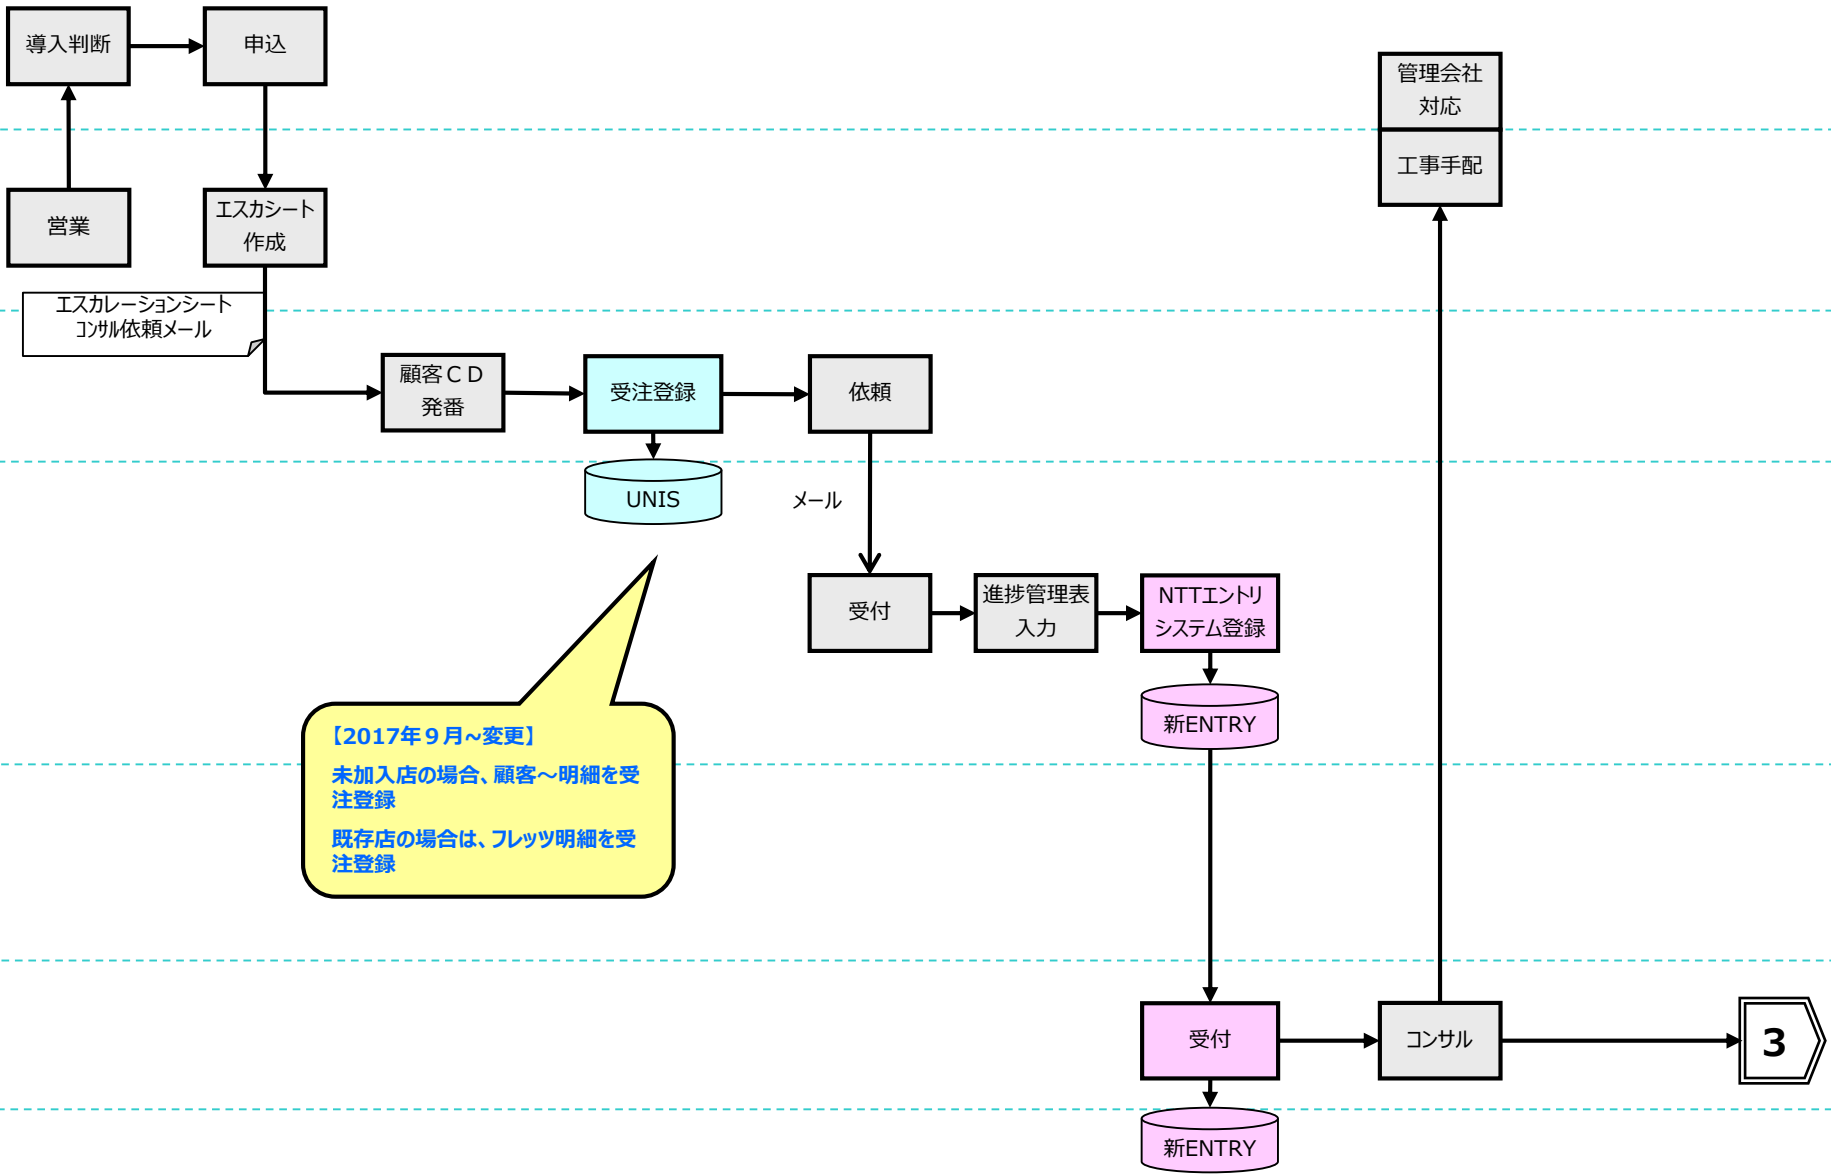 導入判断
申込
管理会社
対応
工事手配
営業
エスカシート
作成
エスカレーションシート
コンサル依頼メール
顧客ＣＤ
発番
受注登録
依頼
UNIS
メール
受付
進捗管理表
入力
NTTエントリ
システム登録
新ENTRY
【2017年９月~変更】
未加入店の場合、顧客～明細を受
注登録
既存店の場合は、フレッツ明細を受
注登録
受付
コンサル
3
新ENTRY